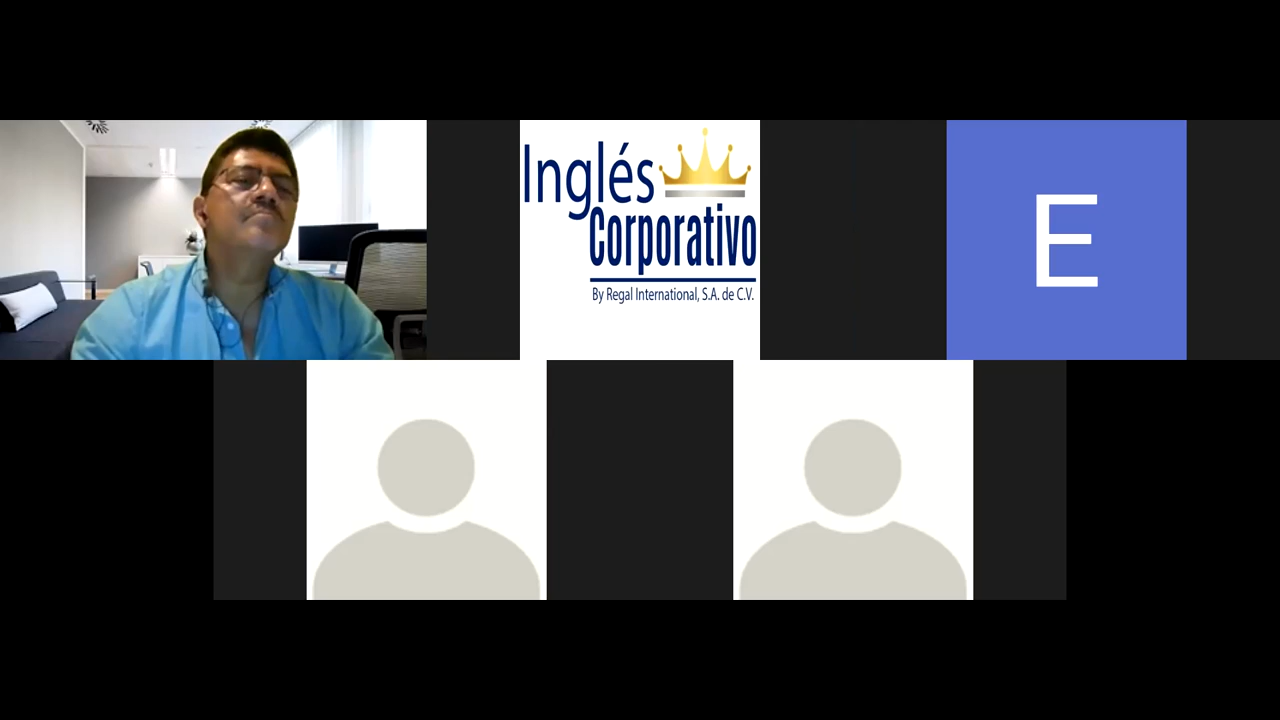 Inglés
Corporativo
By Regal International, S.A. de C.V.
E